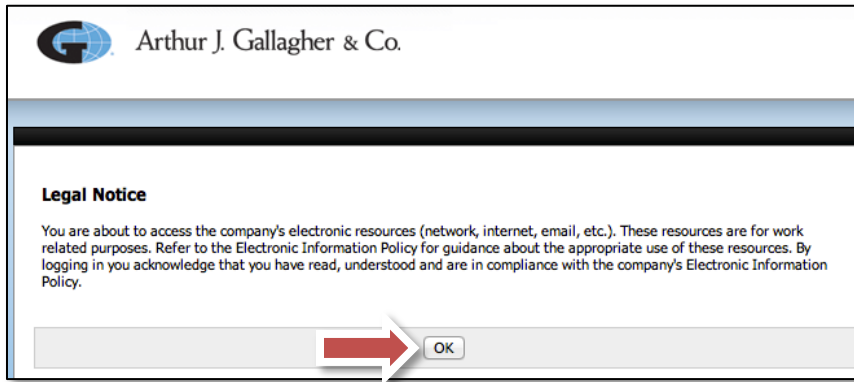 Arthur J. Gallagher & Co.
Legal Notice
You are about to access the company's electronic resources (network, internet, email, etc.). These resources are for work
related purposes. Refer to the Electronic Information Policy for guidance about the appropriate use of these resources. By
logging in you acknowledge that you have read, understood and are in compliance with the company's Electronic Information
Policy.
OK